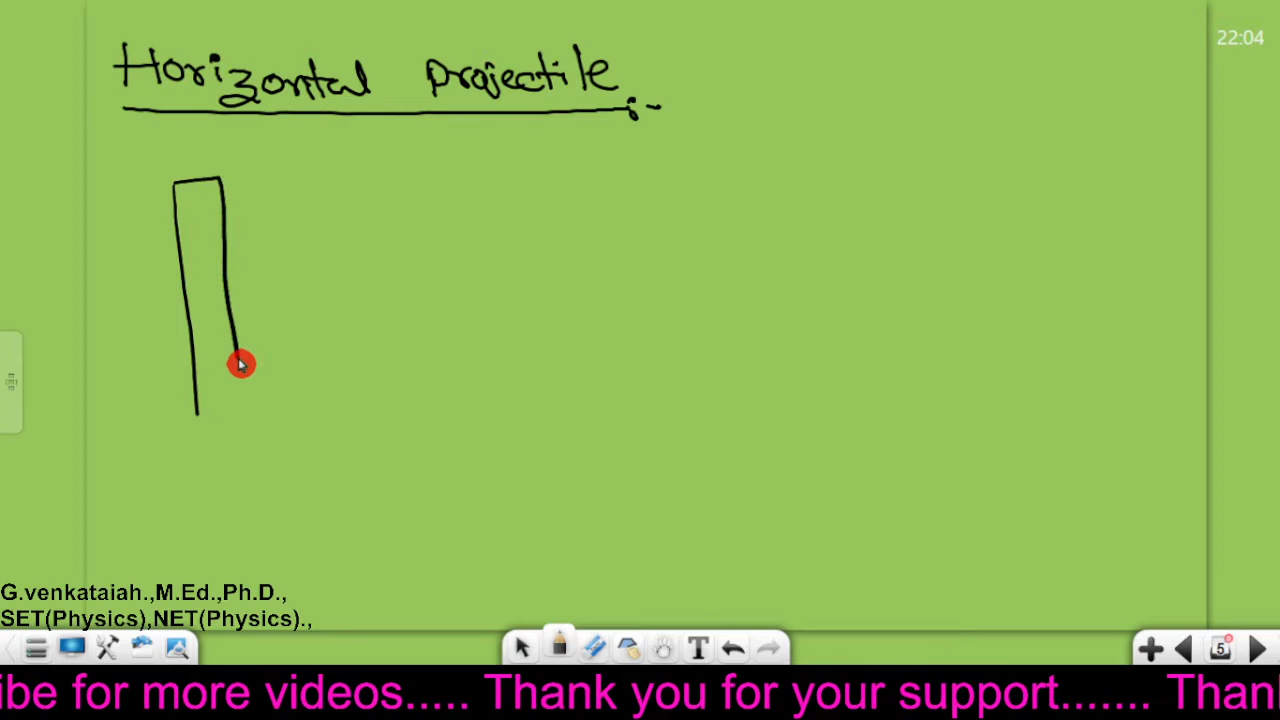 22:04
Horizontal Projectile :-
G.venkataiah.,M.Ed.,Ph.D.,
SET(Physics),NET(Physics).,
T
5
ibe for more videos..... Thank you for your support....... Than